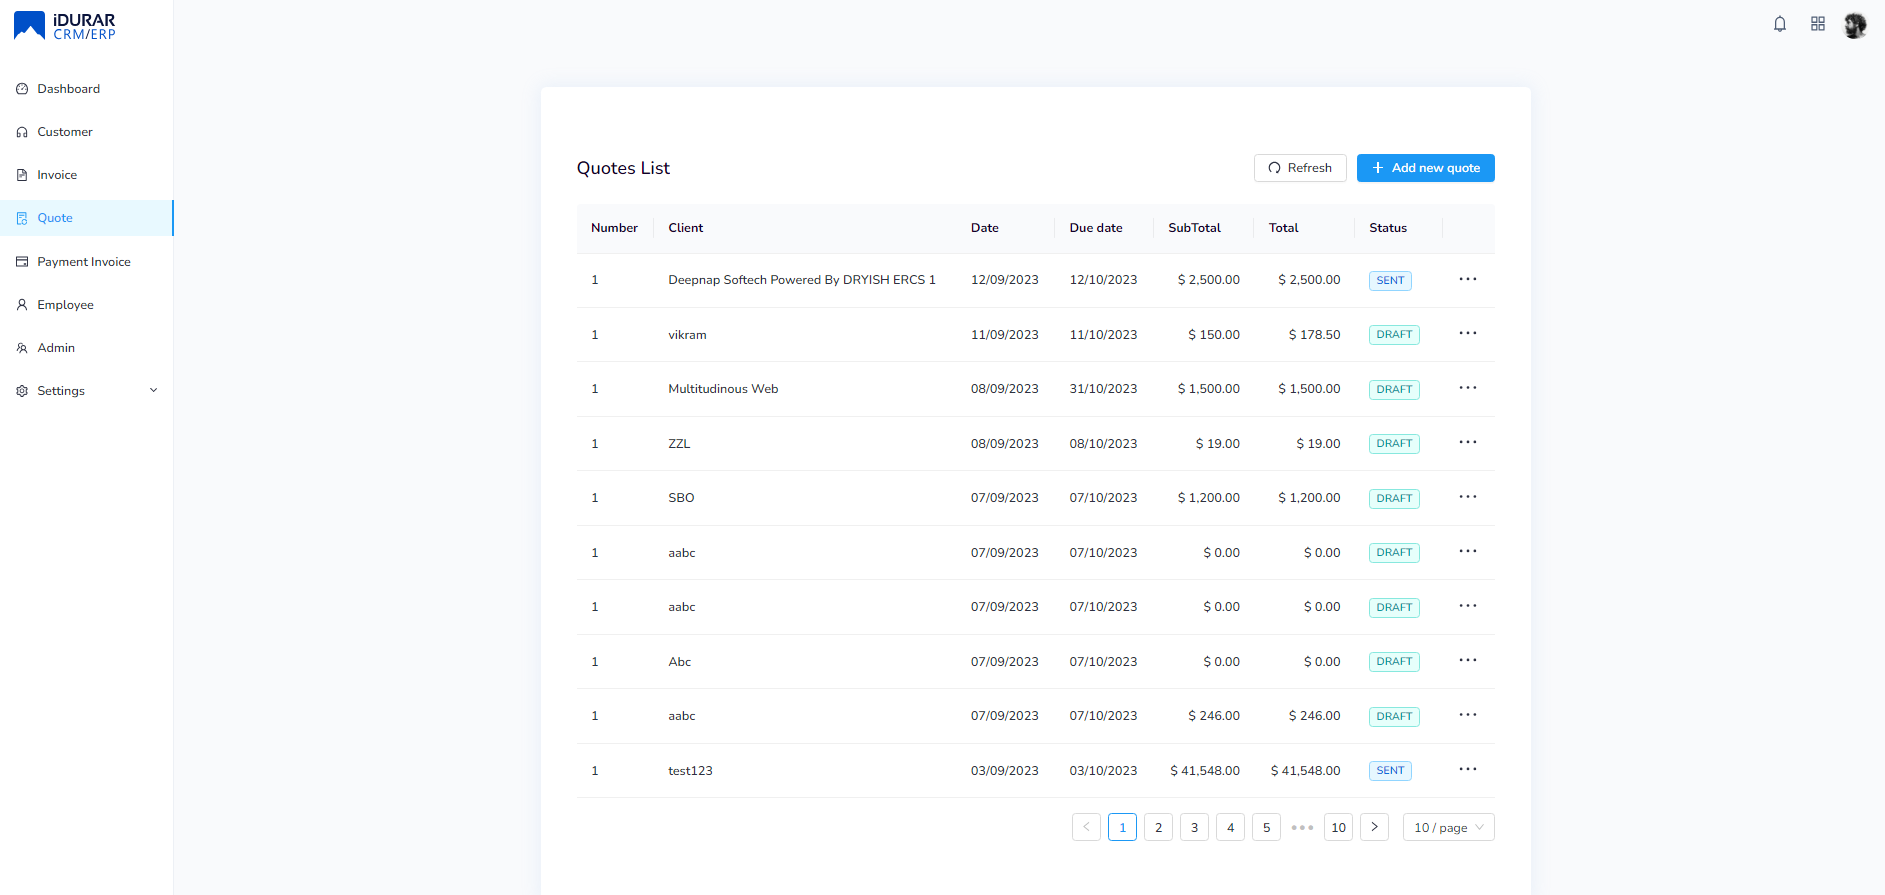 iDURAR
CRM/ERP
Dashboard
Customer
Invoice
Quote
Payment Invoice
Employee
Admin
Settings
Quotes List
Refresh
Add new quote
Number Client Date Due date SubTotal Total Status
1 Deepnap Softech Powered By DRYISH ERCS 1 12/09/2023 12/10/2023 $ 2,500.00 $ 2,500.00 SENT
1 vikram 11/09/2023 11/10/2023 $ 150.00 $ 178.50 DRAFT
1 Multitudinous Web 08/09/2023 31/10/2023 $ 1,500.00 $ 1,500.00 DRAFT
1 ZZL 08/09/2023 08/10/2023 $ 19.00 $ 19.00 DRAFT
1 SBO 07/09/2023 07/10/2023 $ 1,200.00 $ 1,200.00 DRAFT
1 aabc 07/09/2023 07/10/2023 $ 0.00 $ 0.00 DRAFT
1 aabc 07/09/2023 07/10/2023 $ 0.00 $ 0.00 DRAFT
1 Abc 07/09/2023 07/10/2023 $ 0.00 $ 0.00 DRAFT
1 aabc 07/09/2023 07/10/2023 $ 246.00 $ 246.00 DRAFT
1 test123 03/09/2023 03/10/2023 $ 41,548.00 $ 41,548.00 SENT
< 1 2 3 4 5 ••• 10 > 10 / page